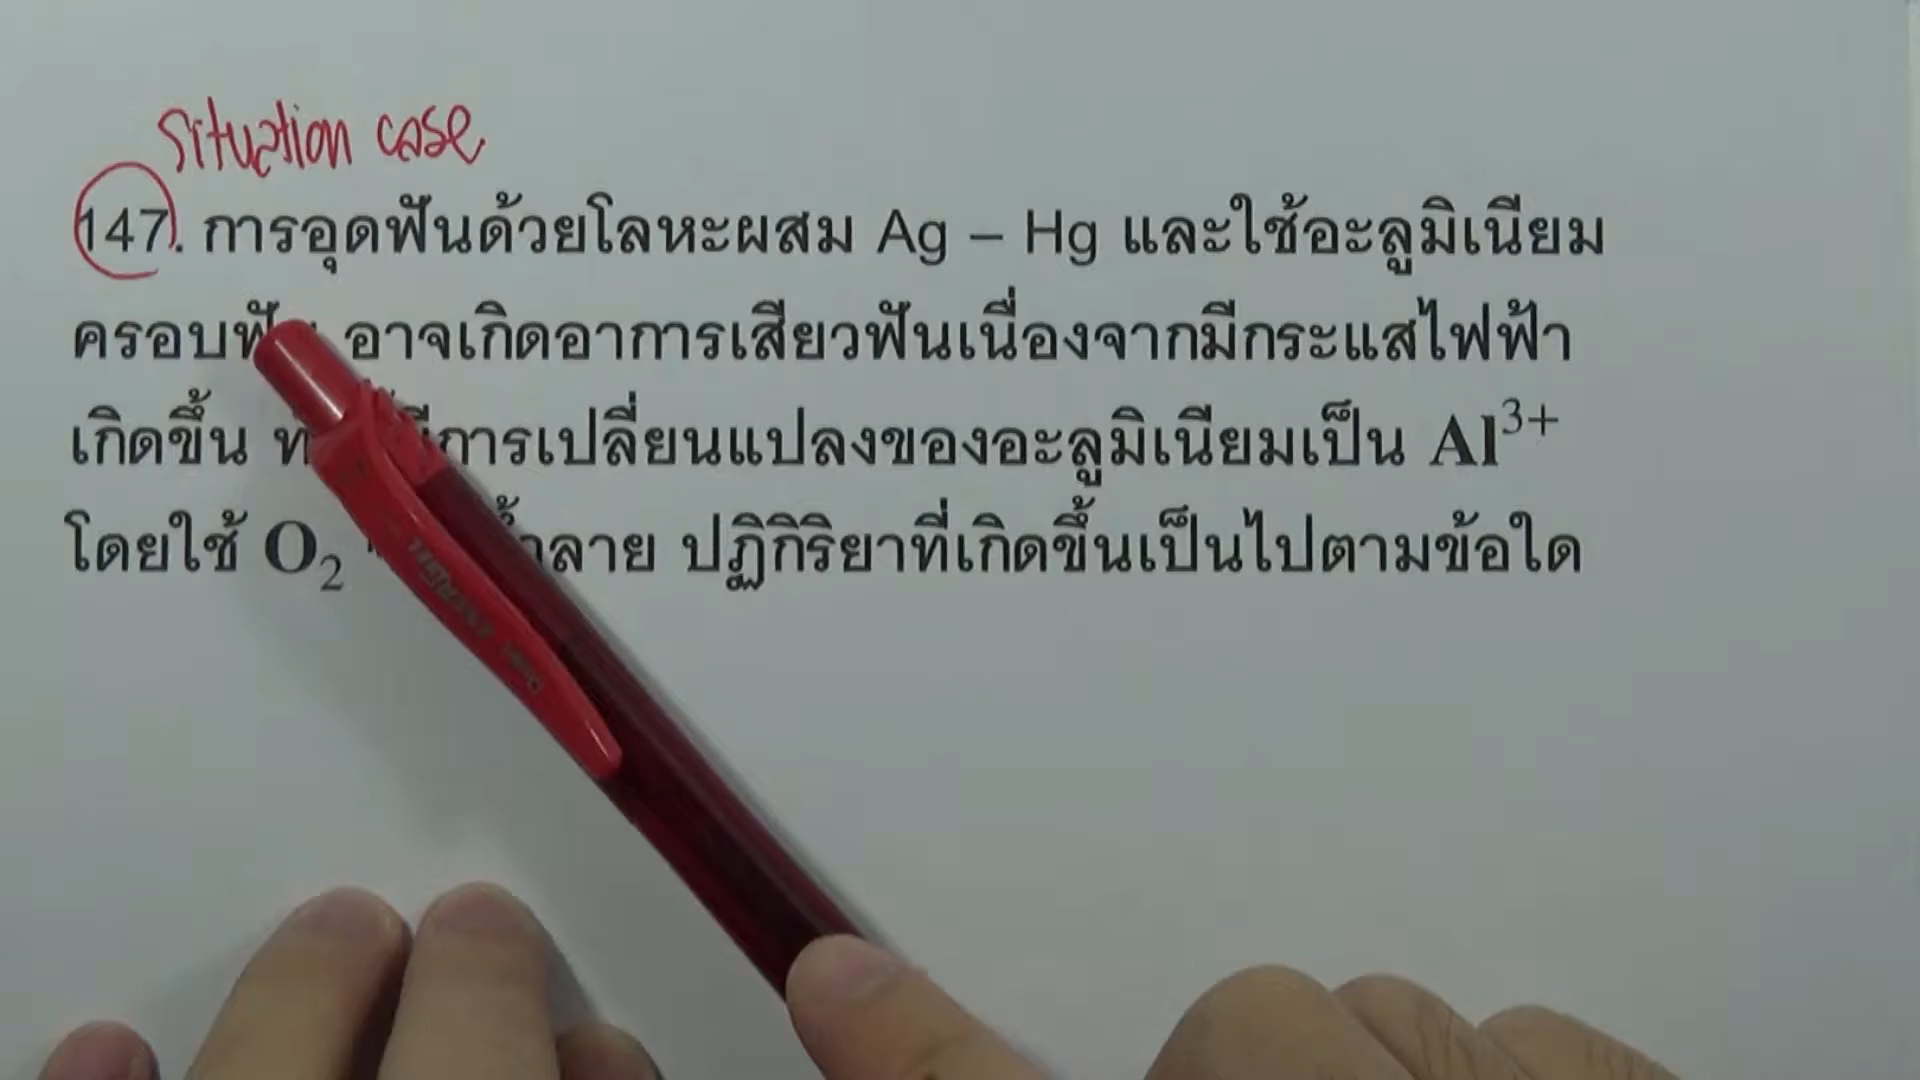 situation case
147. การอุดฟันด้วยโลหะผสม Ag – Hg และใช้อะลูมิเนียม
ครอบฟัน อาจเกิดอาการเสียวฟันเนื่องจากมีกระแสไฟฟ้า
เกิดขึ้น มีการเปลี่ยนแปลงของอะลูมิเนียมเป็น Al³⁺
โดยใช้ O₂ ปฏิกิริยาที่เกิดขึ้นเป็นไปตามข้อใด